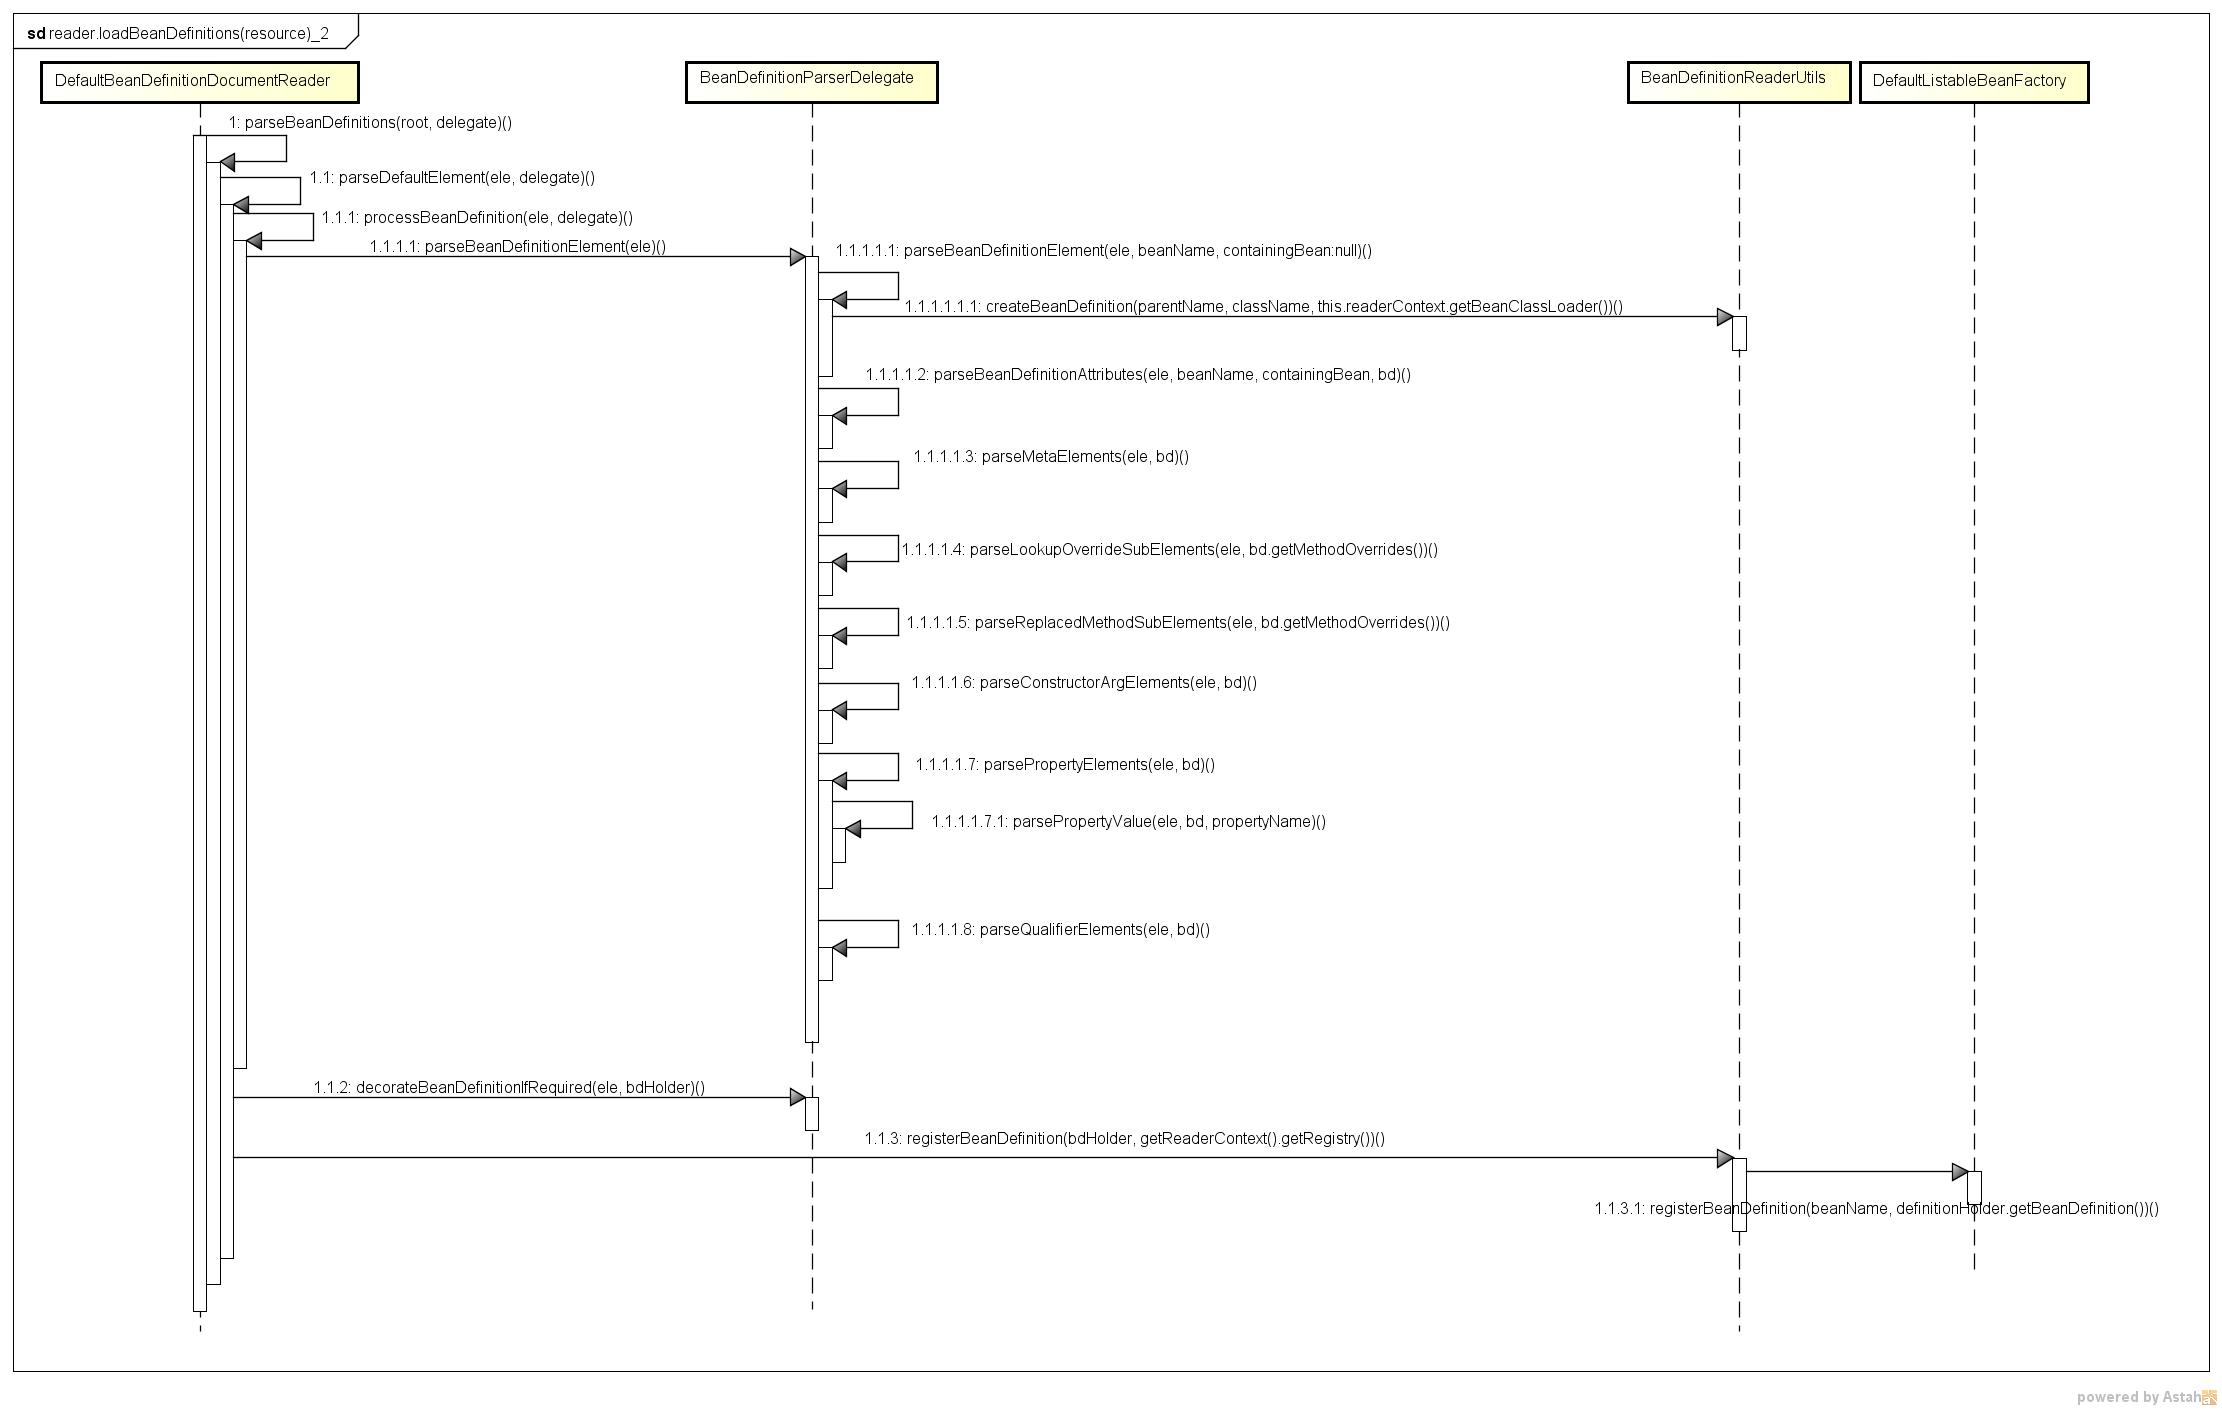 sd reader.loadBeanDefinitions(resource)_2
DefaultBeanDefinitionDocumentReader
BeanDefinitionParserDelegate
BeanDefinitionReaderUtils
DefaultListableBeanFactory
1: parseBeanDefinitions(root, delegate)()
1.1: parseDefaultElement(ele, delegate)()
1.1.1: processBeanDefinition(ele, delegate)()
1.1.1.1: parseBeanDefinitionElement(ele)()
1.1.1.1.1: parseBeanDefinitionElement(ele, beanName, containingBean:null)()
1.1.1.1.1.1: createBeanDefinition(parentName, className, this.readerContext.getBeanClassLoader())()
1.1.1.1.2: parseBeanDefinitionAttributes(ele, beanName, containingBean, bd)()
1.1.1.1.3: parseMetaElements(ele, bd)()
1.1.1.1.4: parseLookupOverrideSubElements(ele, bd.getMethodOverrides())()
1.1.1.1.5: parseReplacedMethodSubElements(ele, bd.getMethodOverrides())()
1.1.1.1.6: parseConstructorArgElements(ele, bd)()
1.1.1.1.7: parsePropertyElements(ele, bd)()
1.1.1.1.7.1: parsePropertyValue(ele, bd, propertyName)()
1.1.1.1.8: parseQualifierElements(ele, bd)()
1.1.2: decorateBeanDefinitionIfRequired(ele, bdHolder)()
1.1.3: registerBeanDefinition(bdHolder, getReaderContext().getRegistry())()
1.1.3.1: registerBeanDefinition(beanName, definitionHolder.getBeanDefinition())()
powered by Astah